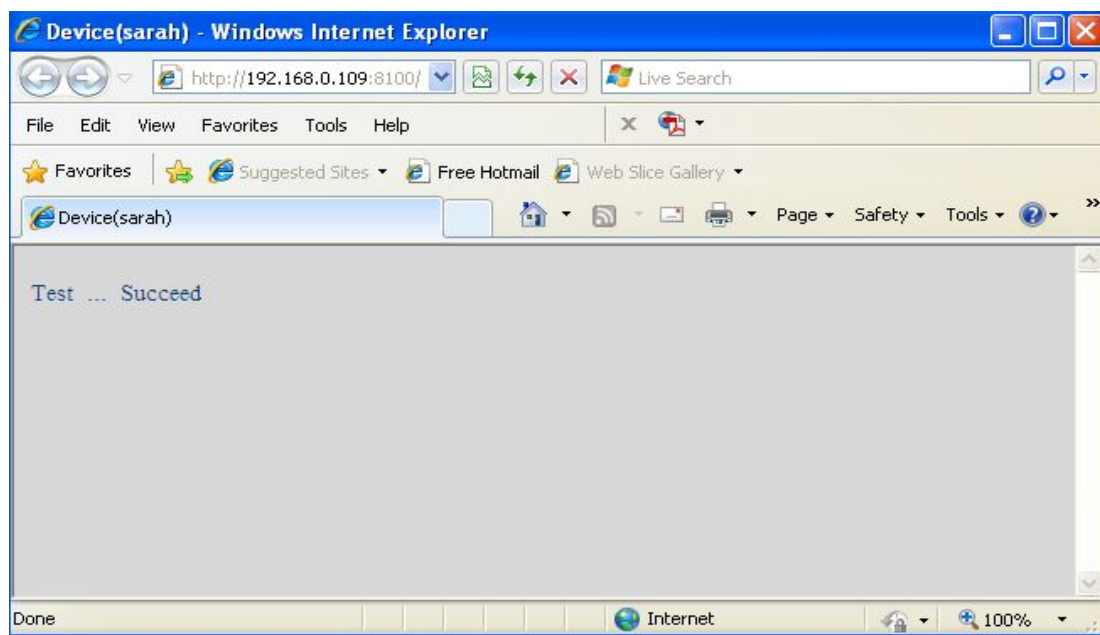 Device(sarah) - Windows Internet Explorer
http://192.168.0.109:8100/ Live Search
File Edit View Favorites Tools Help
Favorites Suggested Sites Free Hotmail Web Slice Gallery
Device(sarah) Page Safety Tools »
Test ... Succeed
Done Internet 100%